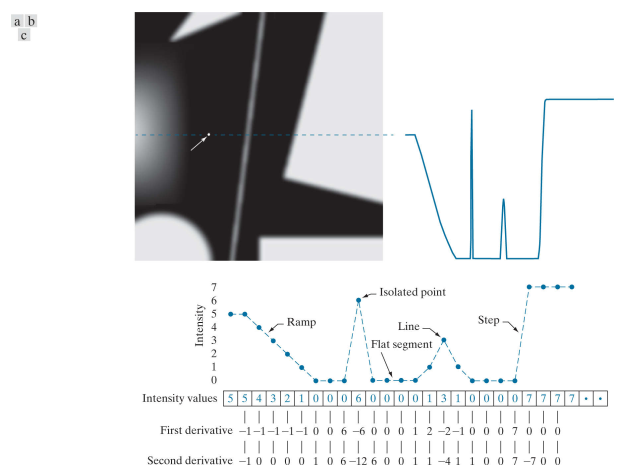 a b
c
7
6
5
4
3
2
1
0
Intensity
Ramp
Isolated point
Line
Flat segment
Step
Intensity values 5 5 4 3 2 1 0 0 0 6 0 0 0 0 1 3 1 0 0 0 0 7 7 7 7 • •
First derivative −1 −1 −1 −1 −1 0 0 6 −6 0 0 0 1 2 −2 −1 0 0 0 7 0 0 0
Second derivative −1 0 0 0 0 1 0 6 −12 6 0 0 1 1 −4 1 1 0 0 7 −7 0 0